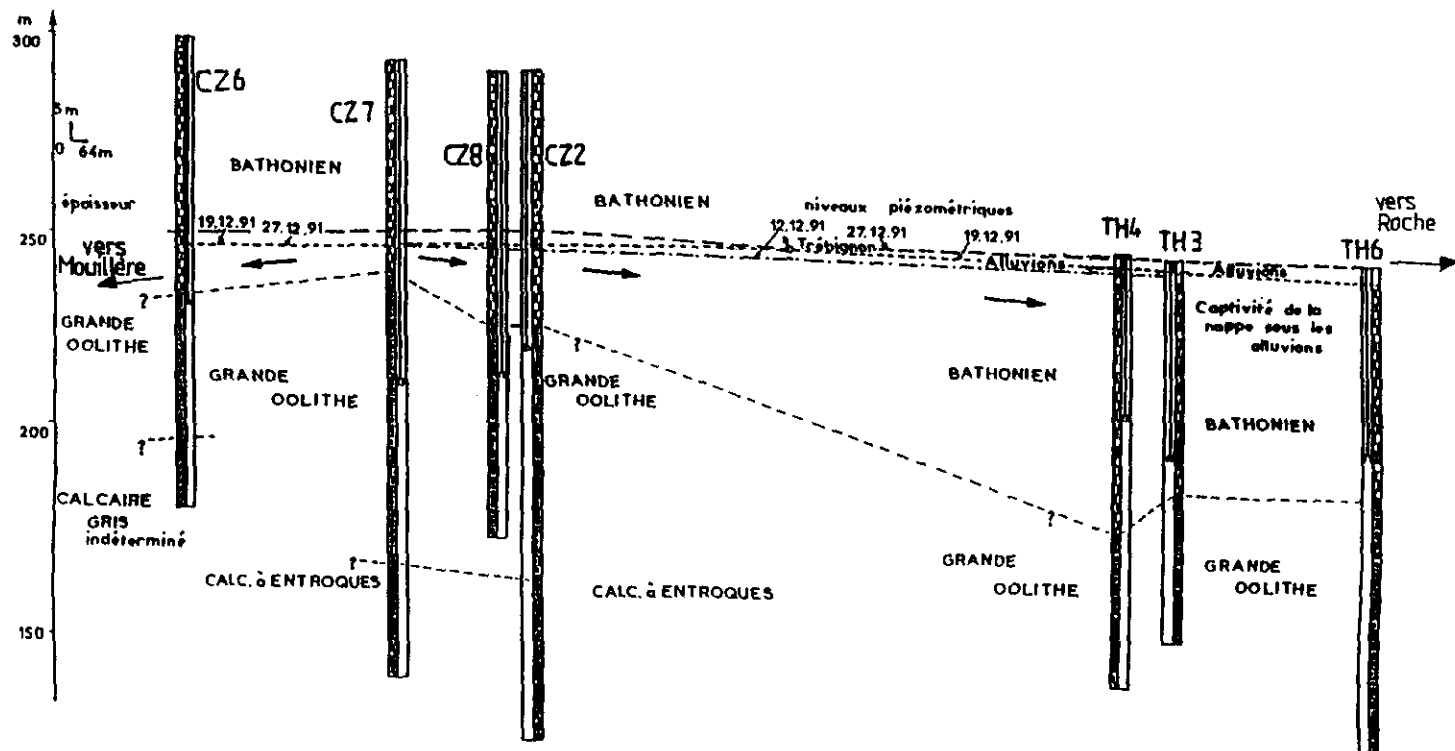 m
300
250
200
150
5m
0
64m
CZ6
CZ7
CZ8
CZ2
TH4
TH3
TH6
BATHONIEN
épaisseur
19.12.91
27.12.91
vers
Mouillère
BATHONIEN
niveaux piézométriques
12.12.91
27.12.91
19.12.91
Trébignon
Alluvions
Alluvions
vers
Roche
Captivité de la
nappe sous les
alluvions
?
GRANDE
OOLITHE
GRANDE
OOLITHE
?
GRANDE
OOLITHE
BATHONIEN
BATHONIEN
?
CALCAIRE
GRIS
indéterminé
?
CALC. à ENTROQUES
CALC. à ENTROQUES
?
GRANDE
OOLITHE
GRANDE
OOLITHE